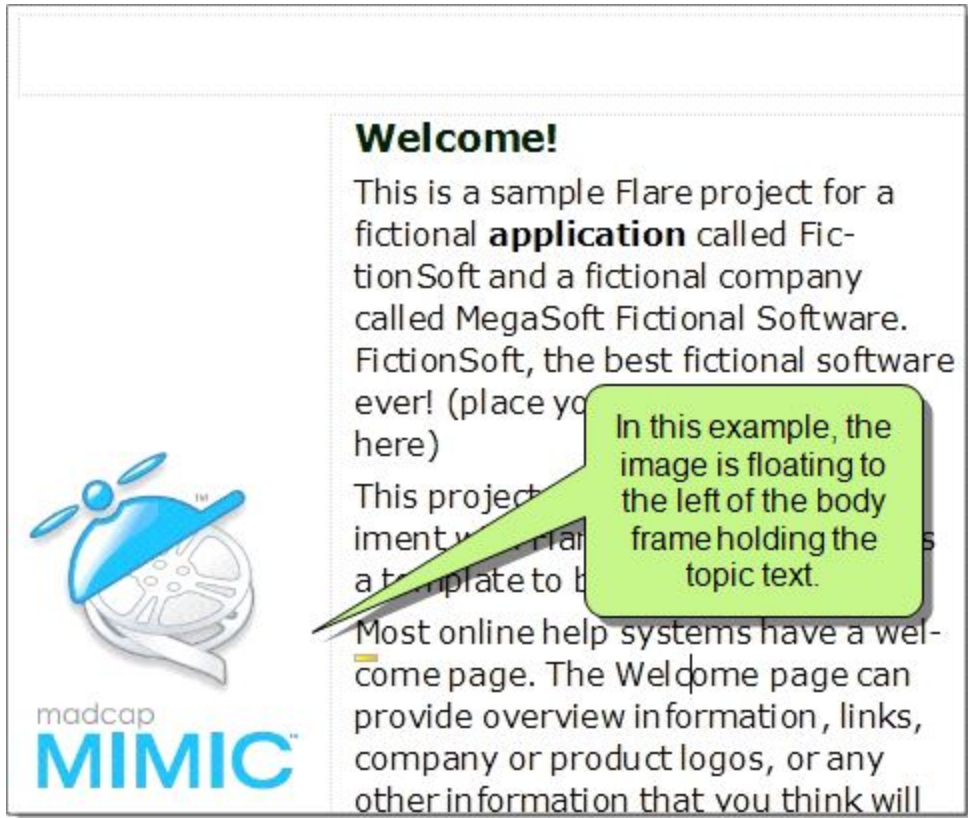 Welcome!
This is a sample Flare project for a
fictional application called Fic-
tionSoft and a fictional company
called MegaSoft Fictional Software.
FictionSoft, the best fictional software
ever! (place
here)
This project
iment
a to b
Most online help systems have a wel-
come page. The Welcome page can
provide overview information, links,
company or product logos, or any
other information that you think will
In this example, the
image is floating to
the left of the body
frame holding the
topic text.
TM
madcap
MIMIC